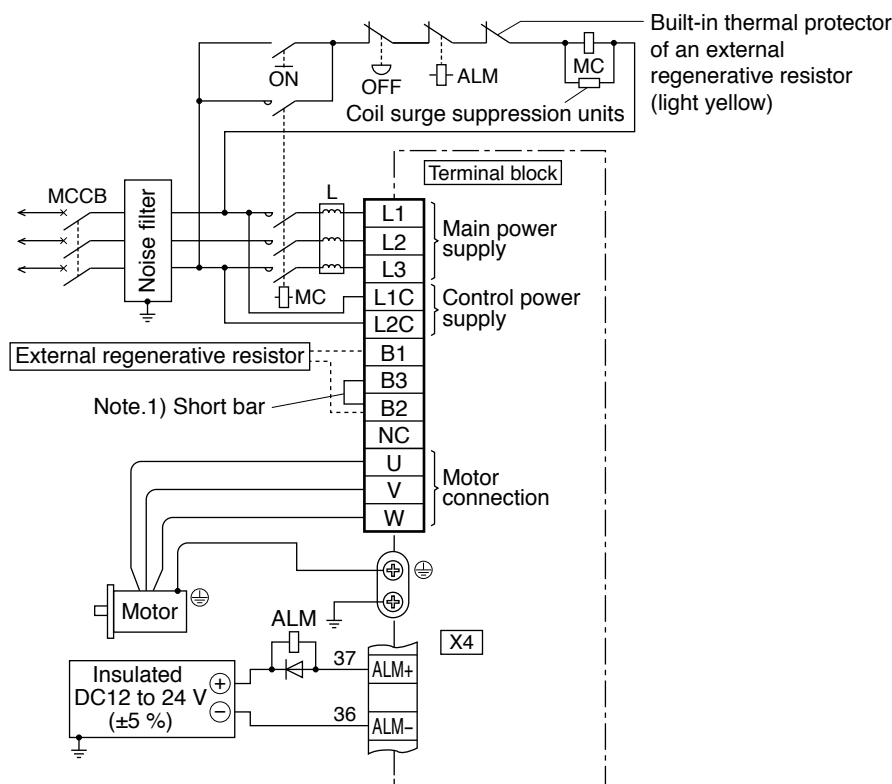 Built-in thermal protector
of an external
regenerative resistor
(light yellow)
ON
OFF
ALM
MC
Coil surge suppression units
Terminal block
MCCB
Noise filter
L
L1
L2
L3
Main power
supply
MC
L1C
L2C
Control power
supply
External regenerative resistor
B1
B3
B2
Note.1) Short bar
NC
U
V
W
Motor
connection
Motor
ALM
X4
Insulated
DC12 to 24 V
(±5 %)
+
−
37
ALM+
36
ALM−